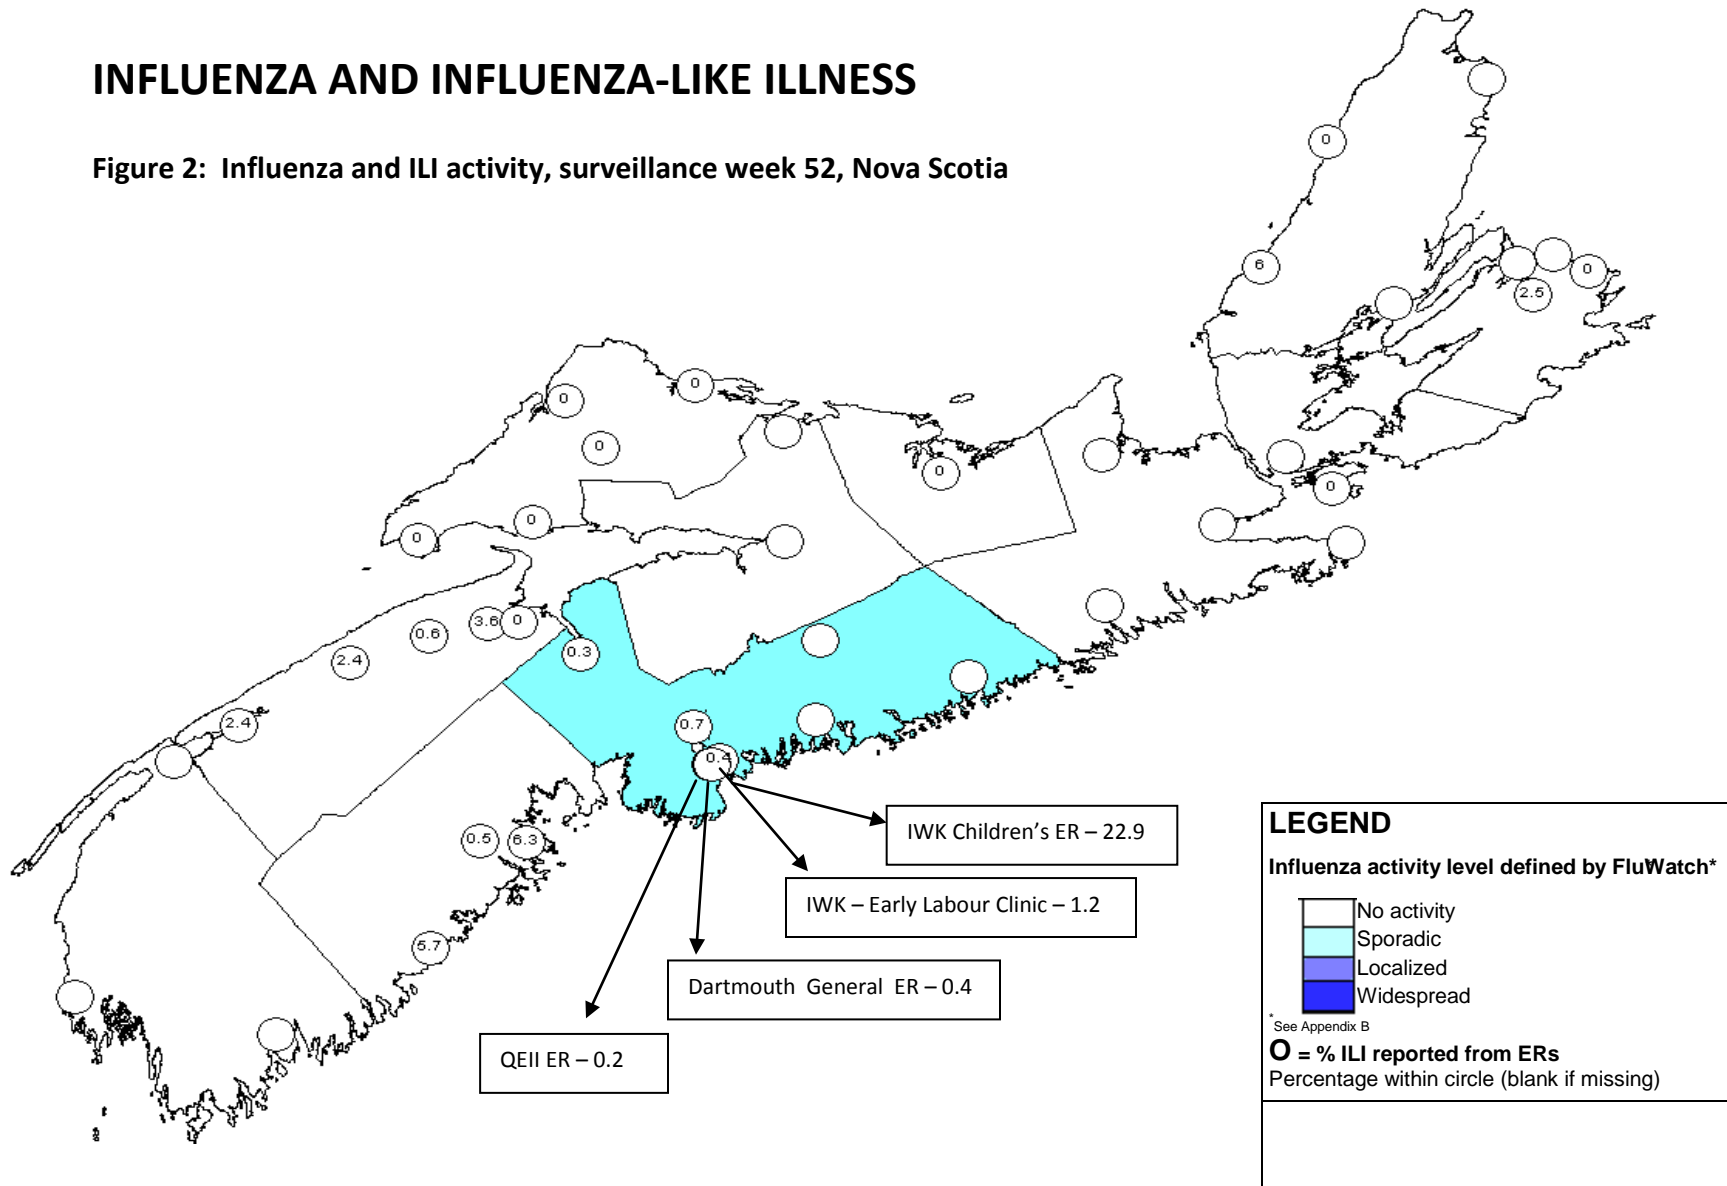 INFLUENZA AND INFLUENZA-LIKE ILLNESS
Figure 2: Influenza and ILI activity, surveillance week 52, Nova Scotia
0
6
0
2.5
0
0
0
0
0
0
0
0
3.6
0
0.6
0.3
2.4
2.4
0.7
0.4
0.5
6.3
5.7
IWK Children's ER – 22.9
IWK – Early Labour Clinic – 1.2
Dartmouth General ER – 0.4
QEII ER – 0.2
LEGEND
Influenza activity level defined by FluWatch*
No activity
Sporadic
Localized
Widespread
*See Appendix B
O = % ILI reported from ERs
Percentage within circle (blank if missing)